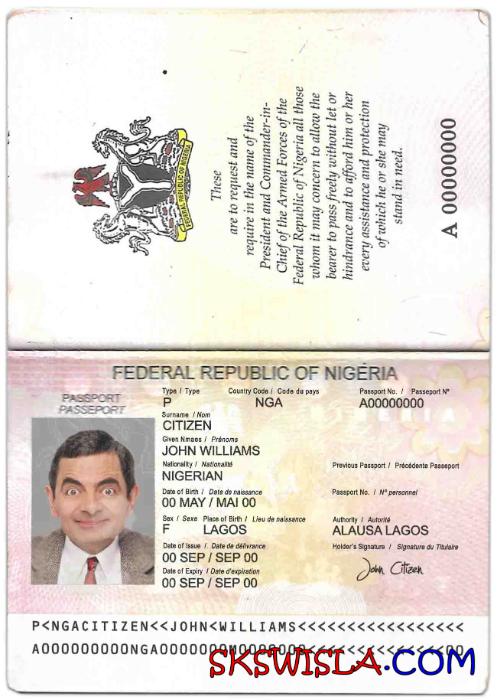 These
are to request and
require in the name of the
President and Commander-in-
Chief of the Armed Forces of the
Federal Republic of Nigeria all those
whom it may concern to allow the
bearer to pass freely without let or
hindrance and to afford him or her
every assistance and protection
of which he or she may
stand in need.
A 00000000
FEDERAL REPUBLIC OF NIGERIA
PASSPORT
PASSEPORT
Type / Type Country Code / Code du pays Passport No. / Passeport N°
P NGA A00000000
Surname / Nom
CITIZEN
Given Nmaes / Prénoms
JOHN WILLIAMS
Nationality / Nationalité Previous Passport / Précédente Passeport
NIGERIAN
Date of Birth / Date de naissance Passport No. / N° personnel
00 MAY / MAI 00
Sex / Sexe Place of Birth / Lieu de naissance Authority / Autorité
F LAGOS ALAUSA LAGOS
Date of Issue / Date de délivrance Holder's Signature / Signature du Titulaire
00 SEP / SEP 00
John Citizen
Date of Expiry / Date d'expiration
00 SEP / SEP 00
P<NGACITIZEN<<JOHN<WILLIAMS<<<<<<<<<<<<<<<<<
SKSWISLA.COM